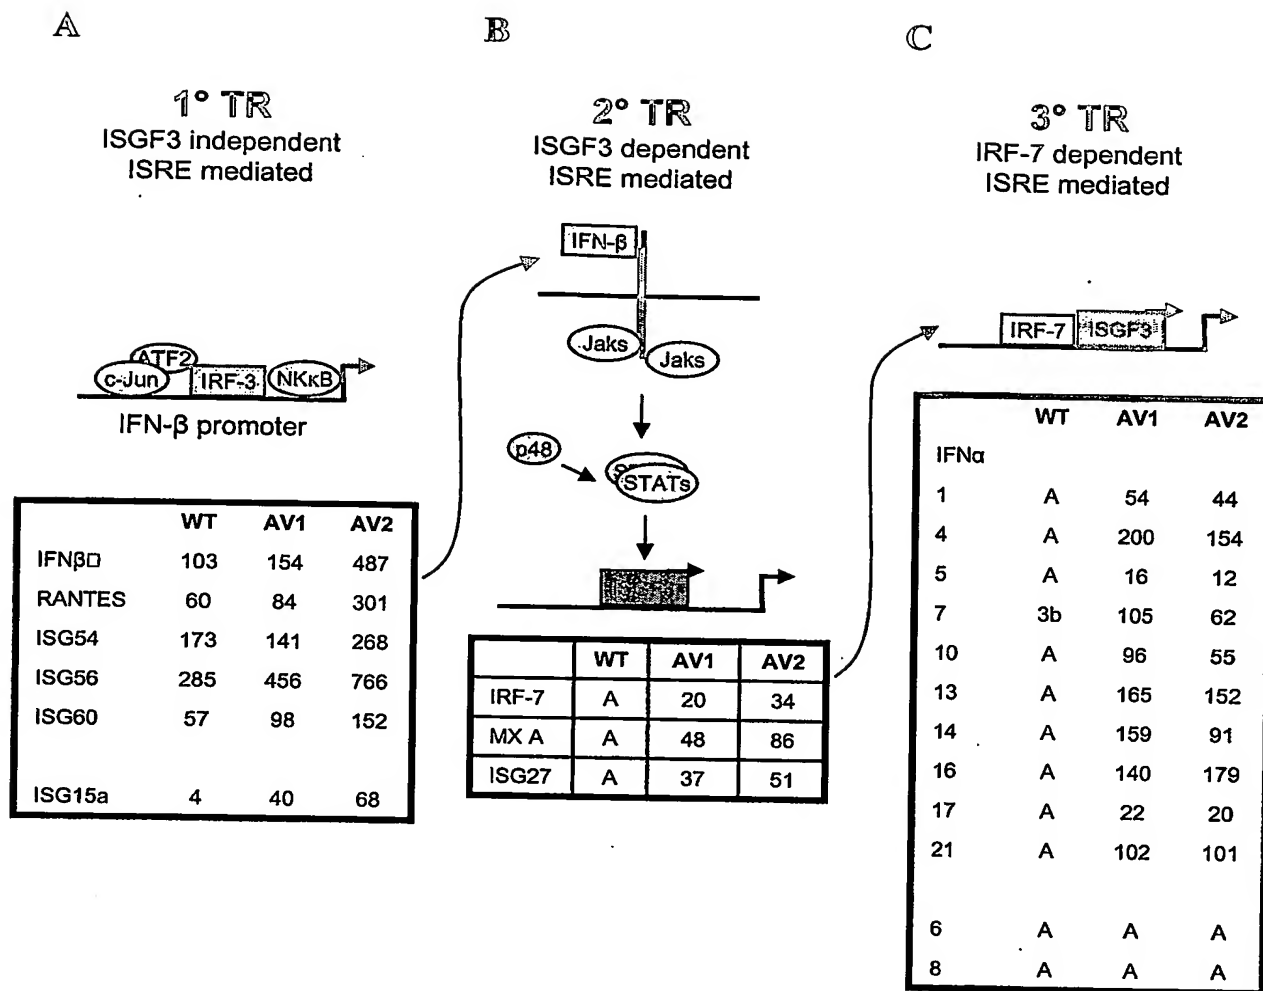 A
1° TR
ISGF3 independent
ISRE mediated
ATF2
c-Jun
IRF-3
NKκB
IFN-β promoter
WT AV1 AV2
IFNβ□ 103 154 487
RANTES 60 84 301
ISG54 173 141 268
ISG56 285 456 766
ISG60 57 98 152
ISG15a 4 40 68
B
2° TR
ISGF3 dependent
ISRE mediated
IFN-β
Jaks
Jaks
p48
STATs
WT AV1 AV2
IRF-7 A 20 34
MX A A 48 86
ISG27 A 37 51
C
3° TR
IRF-7 dependent
ISRE mediated
IRF-7
ISGF3
WT AV1 AV2
IFNα
1 A 54 44
4 A 200 154
5 A 16 12
7 3b 105 62
10 A 96 55
13 A 165 152
14 A 159 91
16 A 140 179
17 A 22 20
21 A 102 101
6 A A A
8 A A A